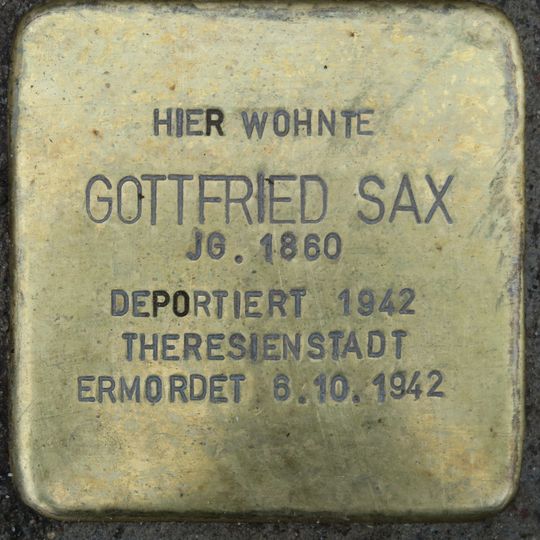 HIER WOHNTE
GOTTFRIED SAX
JG. 1860
DEPORTIERT 1942
THERESIENSTADT
ERMORDET 6.10.1942